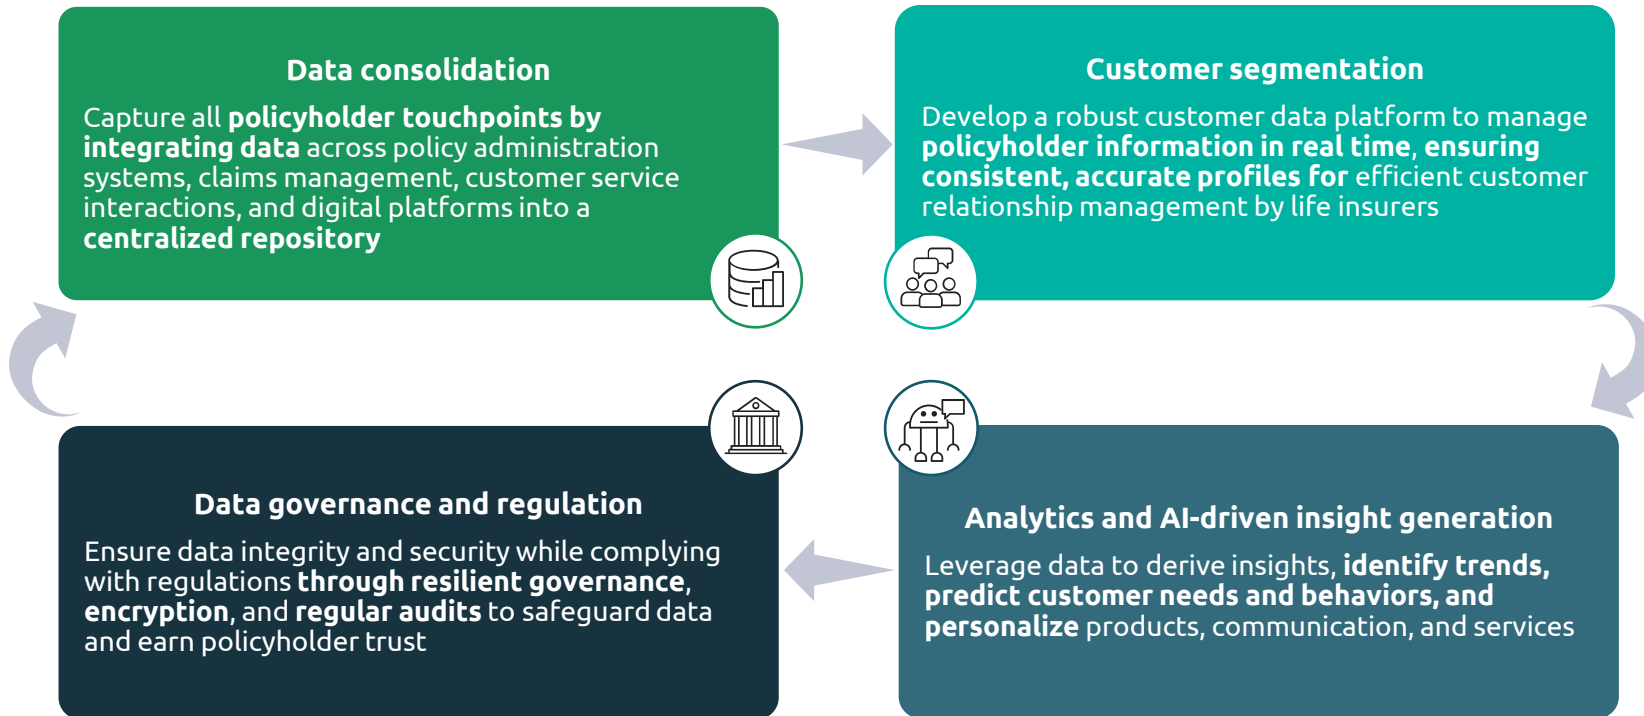 Data consolidation
Capture all policyholder touchpoints by
integrating data across policy administration
systems, claims management, customer service
interactions, and digital platforms into a
centralized repository
Customer segmentation
Develop a robust customer data platform to manage
policyholder information in real time, ensuring
consistent, accurate profiles for efficient customer
relationship management by life insurers
Data governance and regulation
Ensure data integrity and security while complying
with regulations through resilient governance,
encryption, and regular audits to safeguard data
and earn policyholder trust
Analytics and AI-driven insight generation
Leverage data to derive insights, identify trends,
predict customer needs and behaviors, and
personalize products, communication, and services